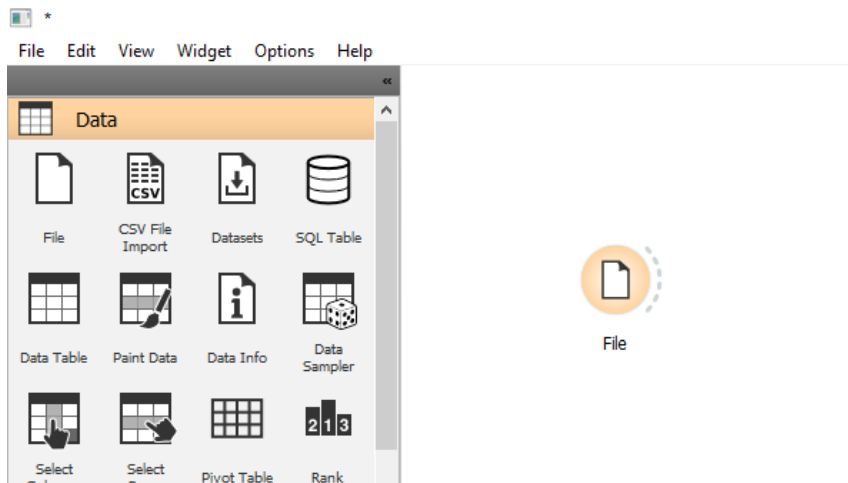 *
File Edit View Widget Options Help
«
Data
File
CSV
CSV File
Import
Datasets
SQL Table
Data Table
Paint Data
i
Data Info
Data
Sampler
Select
Select
Pivot Table
2 1 3
Rank
File